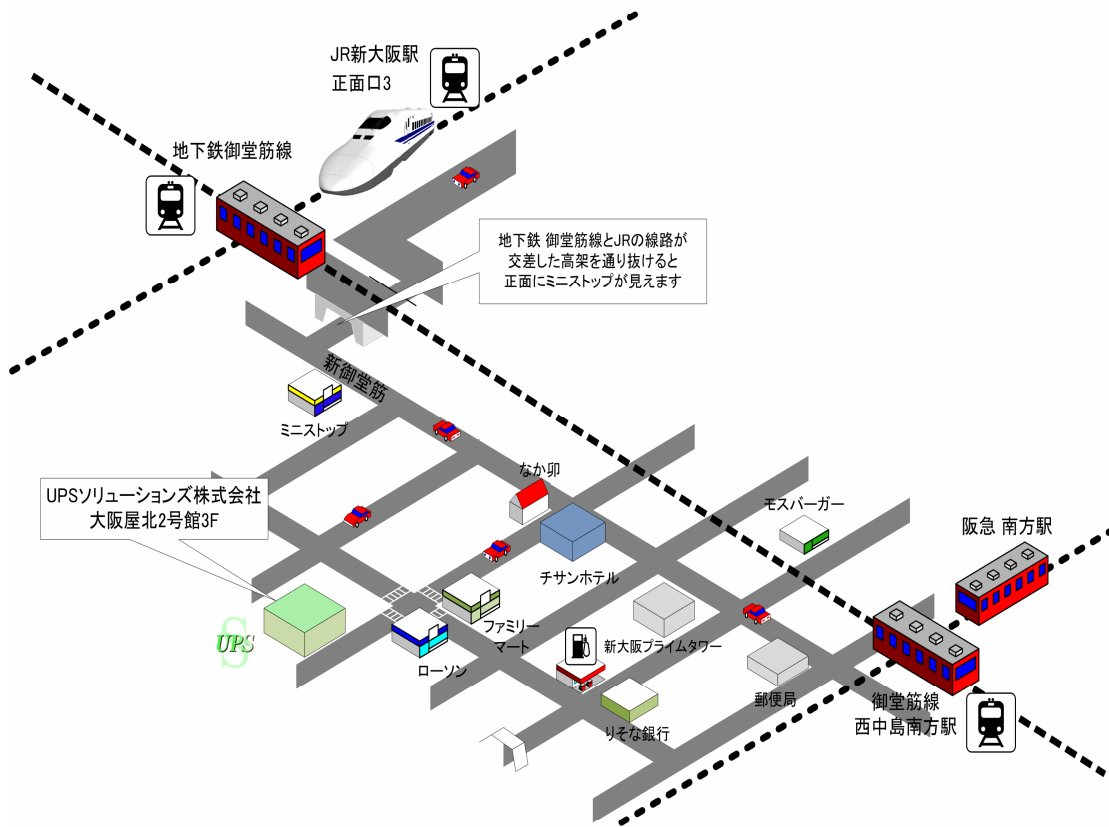 JR新大阪駅
正面口3
地下鉄御堂筋線
地下鉄 御堂筋線とJRの線路が
交差した高架を通り抜けると
正面にミニストップが見えます
新御堂筋
ミニストップ
なか卯
モスバーガー
UPSソリューションズ株式会社
大阪屋北2号館3F
阪急 南方駅
チサンホテル
ファミリー
マート
新大阪プライムタワー
S
UPS
ローソン
郵便局
御堂筋線
西中島南方駅
りそな銀行